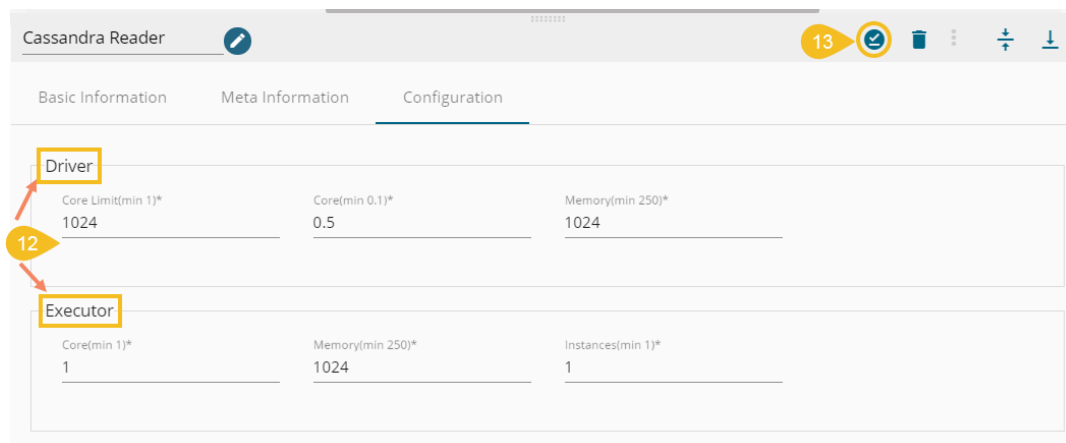 Cassandra Reader
13
Basic Information Meta Information Configuration
Driver
Core Limit(min 1)* Core(min 0.1)* Memory(min 250)*
1024 0.5 1024
12
Executor
Core(min 1)* Memory(min 250)* Instances(min 1)*
1 1024 1